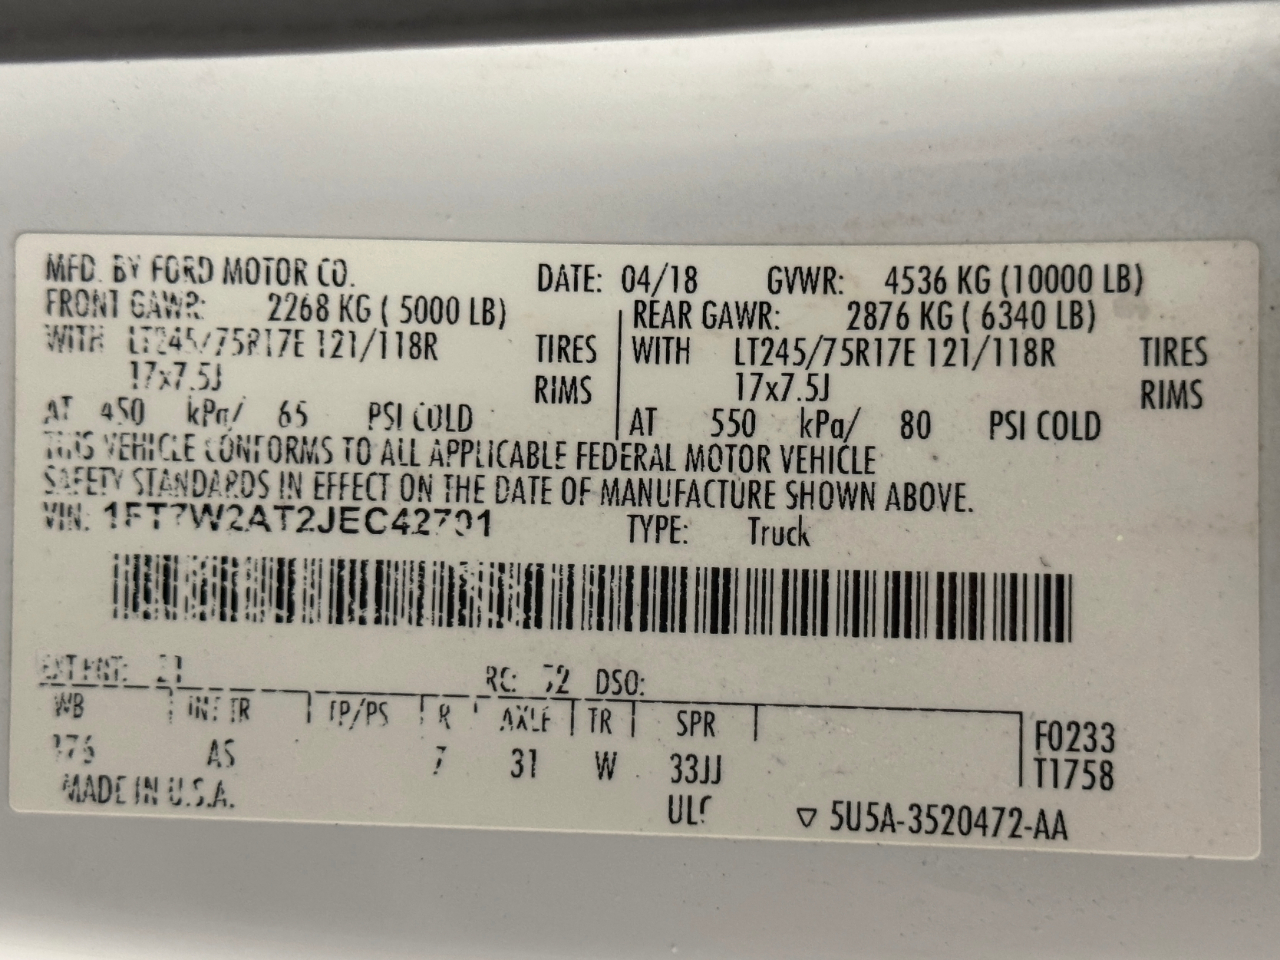 MFD. BY FORD MOTOR CO. DATE: 04/18 GVWR: 4536 KG (10000 LB)
FRONT GAWR: 2268 KG ( 5000 LB) REAR GAWR: 2876 KG ( 6340 LB)
WITH LT245/75R17E 121/118R TIRES WITH LT245/75R17E 121/118R TIRES
17x7.5J RIMS 17x7.5J RIMS
AT 450 kPa/ 65 PSI COLD AT 550 kPa/ 80 PSI COLD
THIS VEHICLE CONFORMS TO ALL APPLICABLE FEDERAL MOTOR VEHICLE
SAFETY STANDARDS IN EFFECT ON THE DATE OF MANUFACTURE SHOWN ABOVE.
VIN: TYPE: Truck
EXT PNT: RC: 72 DSO:
WB INT TR TP/PS R AXLE TR SPR F0233
176 AS 7 31 W 33JJ T1758
MADE IN U.S.A. ▽ 5U5A-3520472-AA